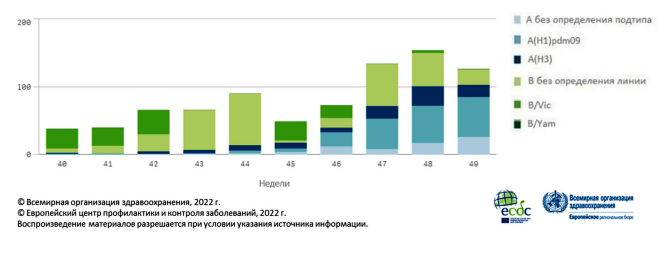 200
100
0
40 41 42 43 44 45 46 47 48 49
Недели
А без определения подтипа
A(H1)pdm09
A(H3)
В без определения линии
B/Vic
B/Yam
© Всемирная организация здравоохранения, 2022 г.
© Европейский центр профилактики и контроля заболеваний, 2022 г.
Воспроизведение материалов разрешается при условии указания источника информации.
ecdc
Всемирная организация
здравоохранения
Европейское региональное бюро